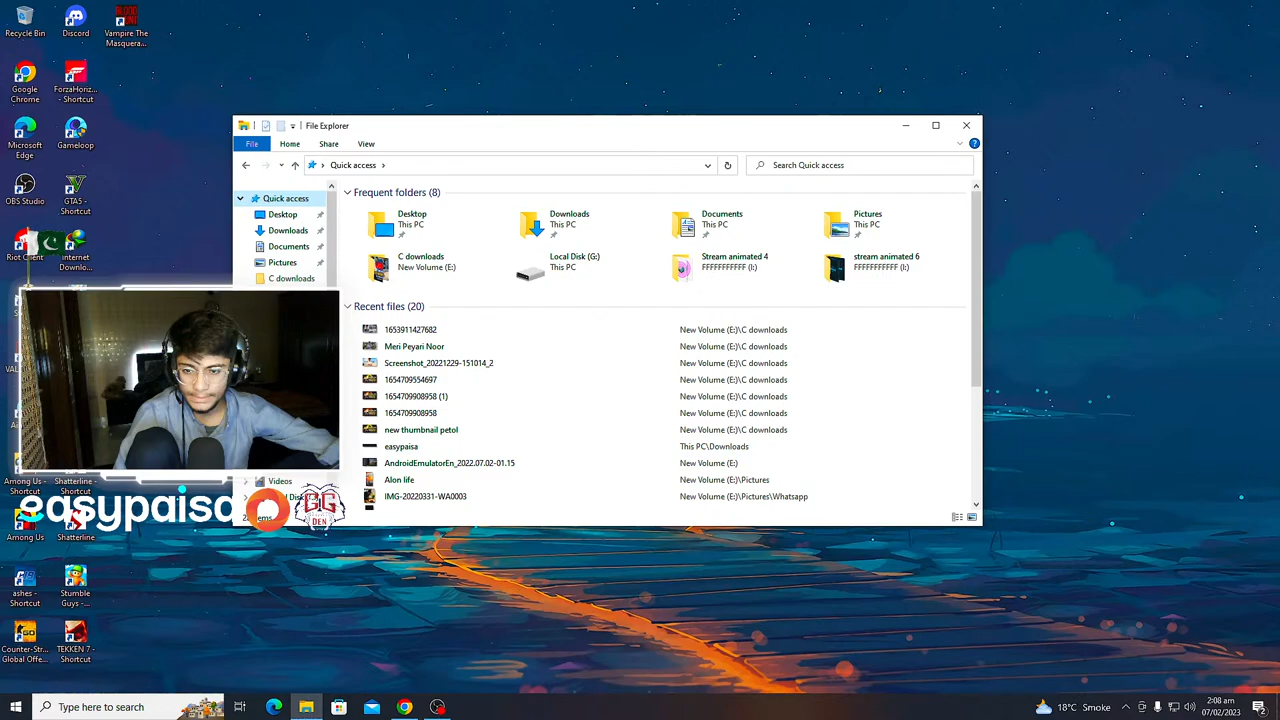 Recycle Bin
Discord
Vampire The Masquera...
BLOOD HUNT
Google Chrome
ForzaHoriz... - Shortcut
Microsoft Edge
Gameloop
OBS Studio
GTA5 - Shortcut
Riot Client
Internet Downlo...
File Explorer
File
Home
Share
View
Quick access
Search Quick access
Quick access
Desktop
Downloads
Documents
Pictures
C downloads
Videos
Frequent folders (8)
Desktop
This PC
Downloads
This PC
Documents
This PC
Pictures
This PC
C downloads
New Volume (E:)
Local Disk (G:)
This PC
Stream animated 4
FFFFFFFFFFF (I:)
stream animated 6
FFFFFFFFFFF (I:)
Recent files (20)
1653911427682 New Volume (E:)\C downloads
Meri Peyari Noor New Volume (E:)\C downloads
Screenshot_20221229-151014_2 New Volume (E:)\C downloads
1654709554697 New Volume (E:)\C downloads
1654709908958 (1) New Volume (E:)\C downloads
1654709908958 New Volume (E:)\C downloads
new thumbnail petol New Volume (E:)\C downloads
easypaisa This PC\Downloads
AndroidEmulatorEn_2022.07.02-01.15 New Volume (E:)
Alon life New Volume (E:)\Pictures
IMG-20220331-WA0003 New Volume (E:)\Pictures\Whatsapp
Among Us - Shortcut
Shatterline - Shortcut
easypaisa
DEN
Among Us
Shatterline
ashes - Shortcut
Stumble Guys -...
Counter-Str... Global Offe...
TEKKEN 7 - Shortcut
Type here to search
18°C Smoke
2:08 am
07/02/2023